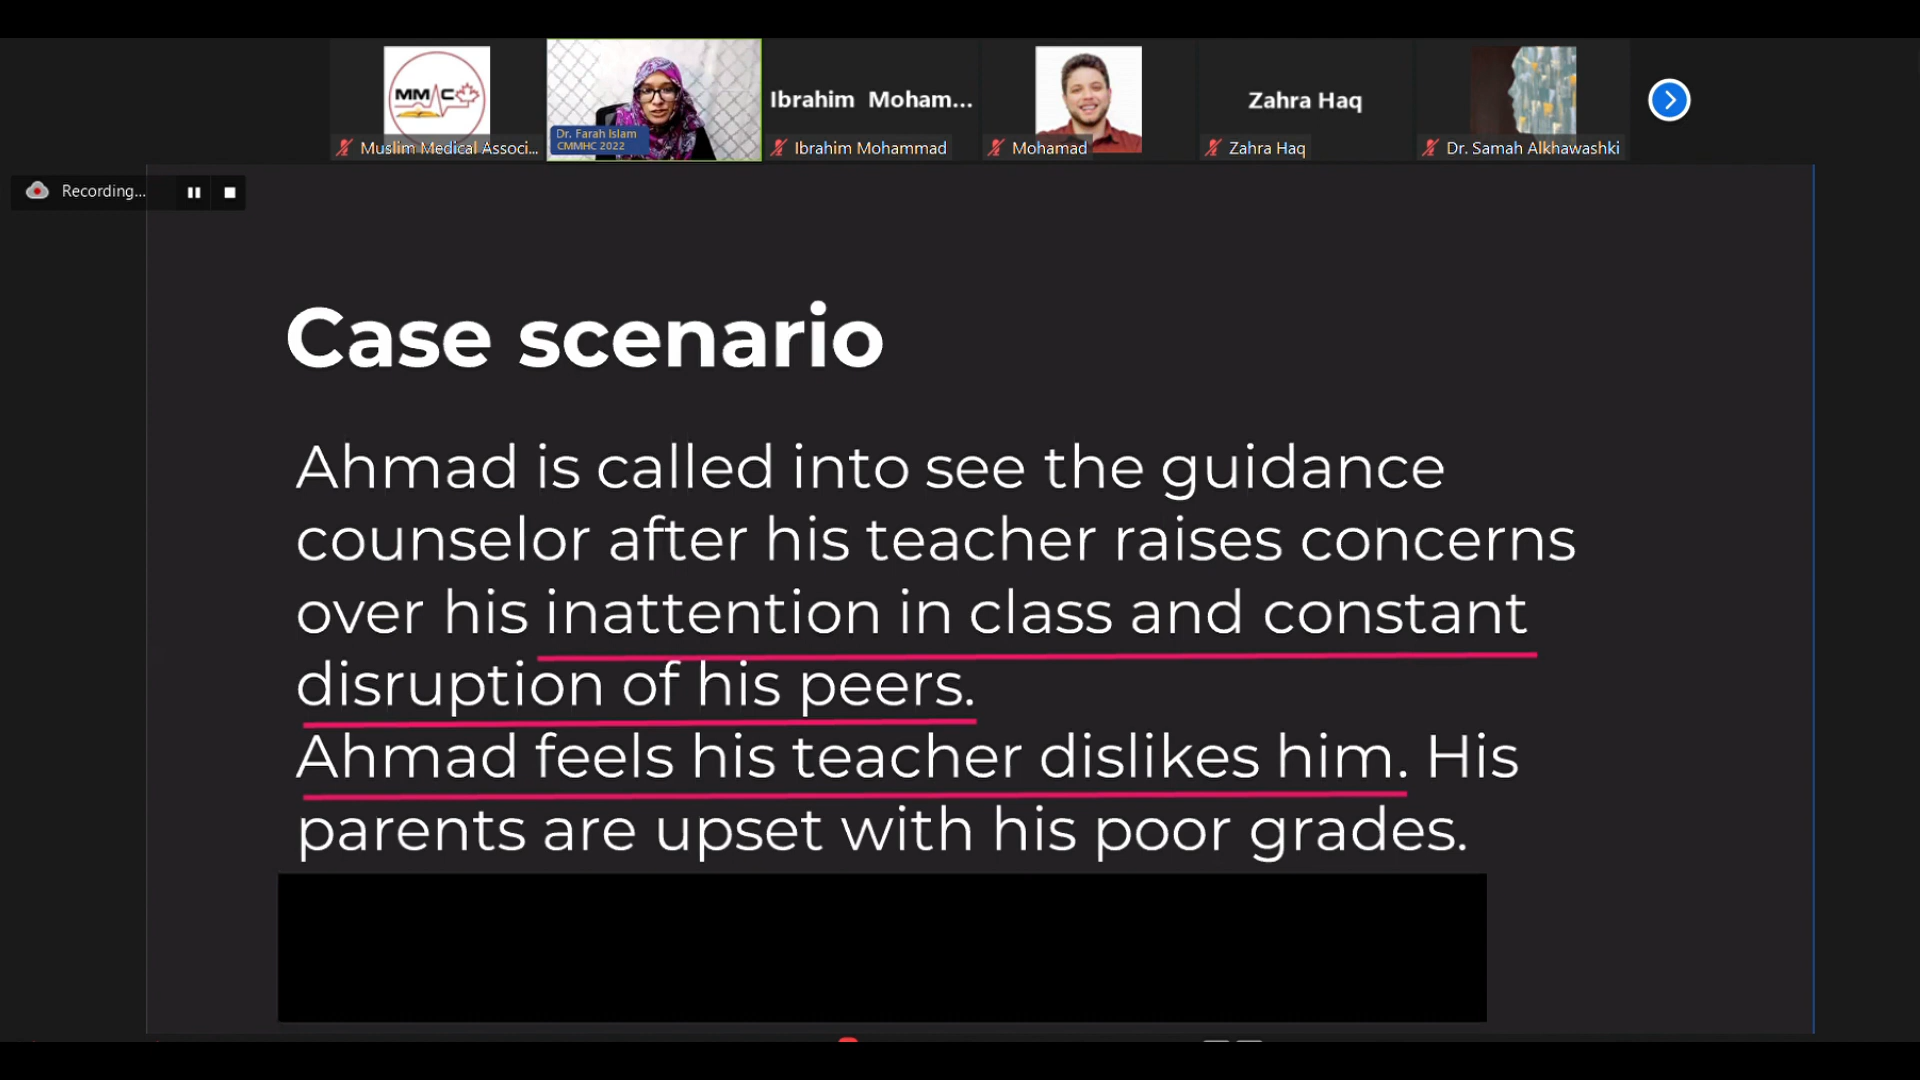 MMAC
Muslim Medical Associ...
Dr. Farah Islam
CMMHC 2022
Ibrahim Moham...
Ibrahim Mohammad
Mohamad
Zahra Haq
Zahra Haq
Dr. Samah Alkhawashki
Recording...
Case scenario
Ahmad is called into see the guidance
counselor after his teacher raises concerns
over his inattention in class and constant
disruption of his peers.
Ahmad feels his teacher dislikes him. His
parents are upset with his poor grades.